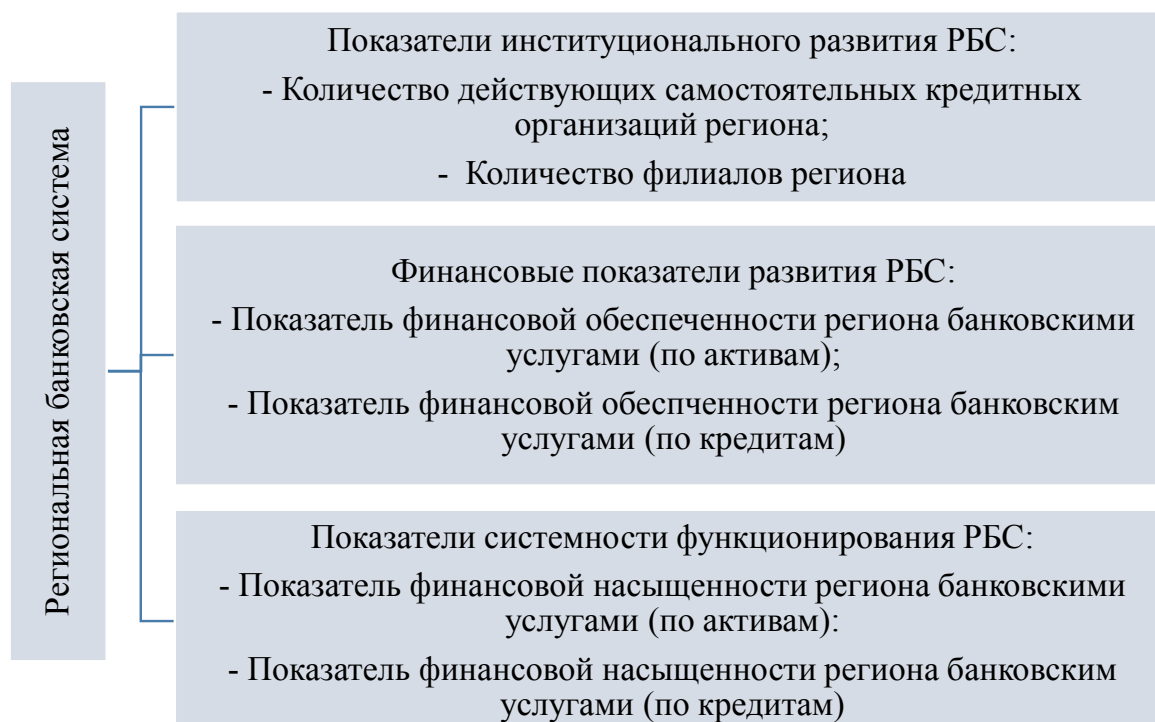 Региональная банковская система
Показатели институционального развития РБС:
- Количество действующих самостоятельных кредитных
организаций региона;
- Количество филиалов региона
Финансовые показатели развития РБС:
- Показатель финансовой обеспеченности региона банковскими
услугами (по активам);
- Показатель финансовой обеспченности региона банковским
услугами (по кредитам)
Показатели системности функционирования РБС:
- Показатель финансовой насыщенности региона банковскими
услугами (по активам):
- Показатель финансовой насыщенности региона банковским
услугами (по кредитам)